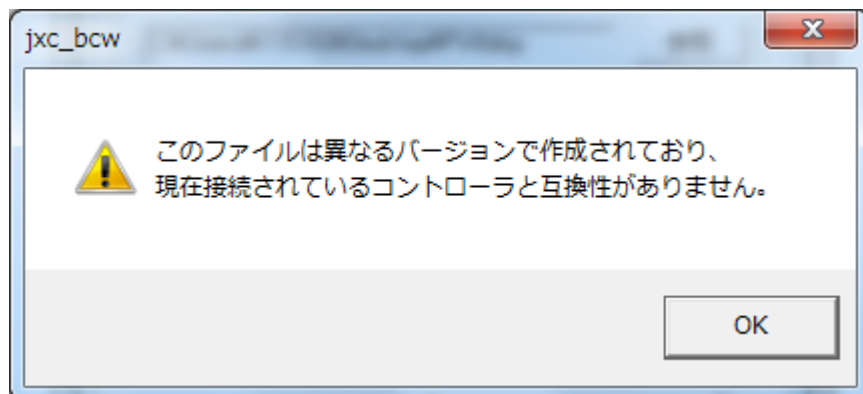 jxc_bcw
このファイルは異なるバージョンで作成されており、
現在接続されているコントローラと互換性がありません。
OK